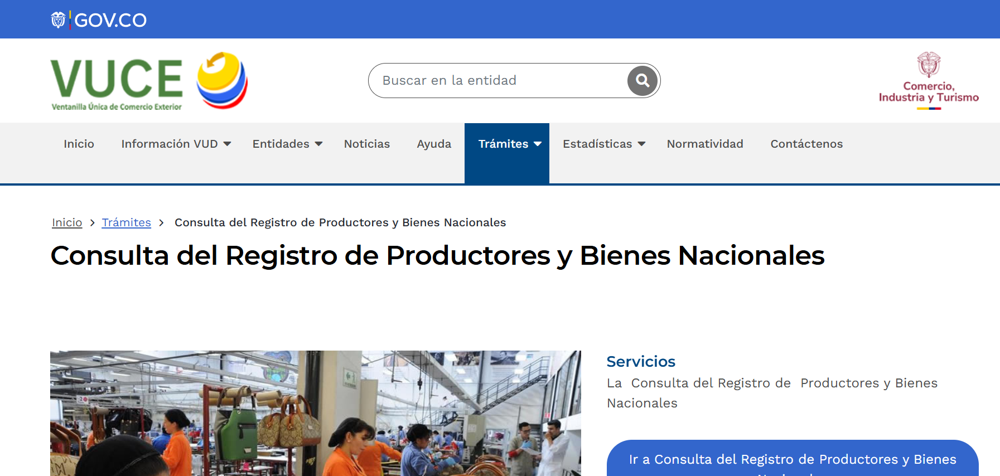 GOV.CO
VUCE
Ventanilla Única de Comercio Exterior
Buscar en la entidad
Comercio,
Industria y Turismo
Inicio
Información VUD
Entidades
Noticias
Ayuda
Trámites
Estadísticas
Normatividad
Contáctenos
Inicio > Trámites > Consulta del Registro de Productores y Bienes Nacionales
Consulta del Registro de Productores y Bienes Nacionales
Servicios
La Consulta del Registro de Productores y Bienes
Nacionales
Ir a Consulta del Registro de Productores y Bienes